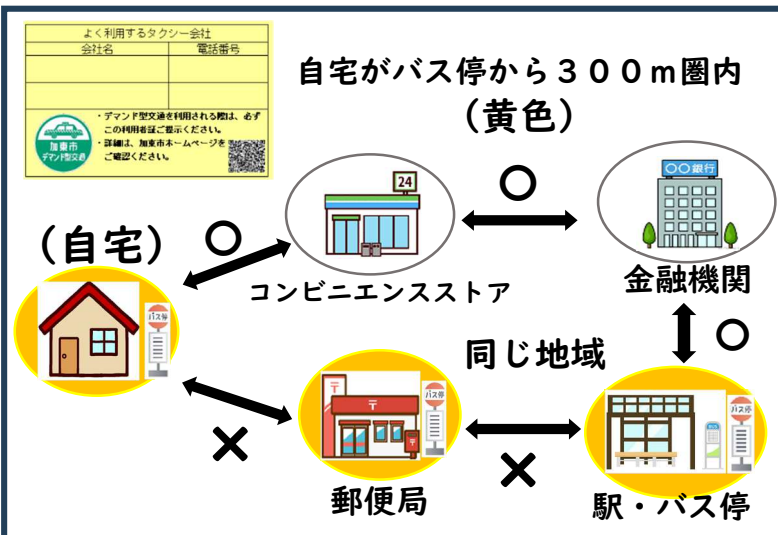 よく利用するタクシー会社
会社名 電話番号
・デマンド型交通を利用される際は、必ず
この利用者証ご提示ください。
・詳細は、加東市ホームページを
ご確認ください。
加東市
デマンド型交通
自宅がバス停から３００ｍ圏内
（黄色）
24
〇〇銀行
（自宅）
〇
〇
コンビニエンスストア
金融機関
バス停
同じ地域
〇
〒
〒
バス停
バス停
×
×
郵便局
駅・バス停